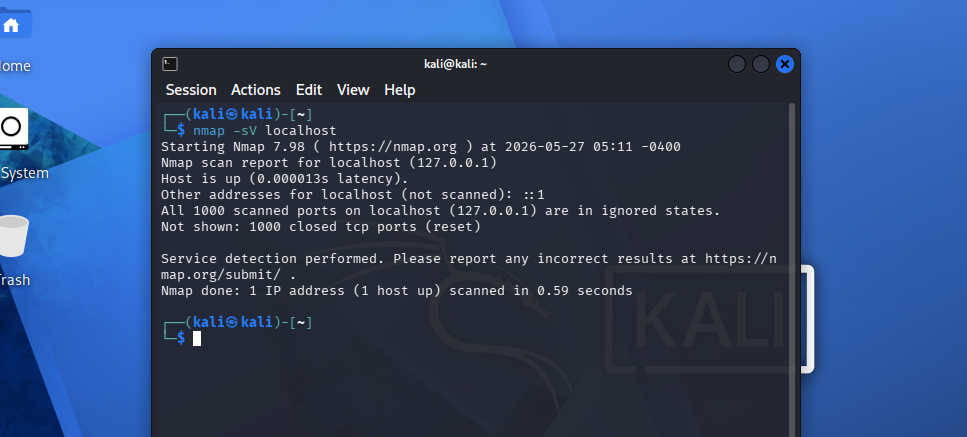 ome
System
rash
kali@kali: ~
Session Actions Edit View Help
┌──(kali㉿kali)-[~]
└─$ nmap -sV localhost
Starting Nmap 7.98 ( https://nmap.org ) at 2026-05-27 05:11 -0400
Nmap scan report for localhost (127.0.0.1)
Host is up (0.000013s latency).
Other addresses for localhost (not scanned): ::1
All 1000 scanned ports on localhost (127.0.0.1) are in ignored states.
Not shown: 1000 closed tcp ports (reset)
Service detection performed. Please report any incorrect results at https://n
map.org/submit/ .
Nmap done: 1 IP address (1 host up) scanned in 0.59 seconds
┌──(kali㉿kali)-[~]
└─$
KALI